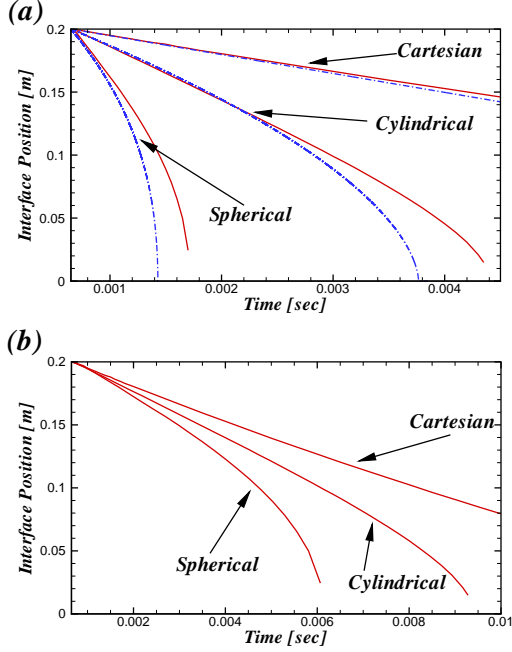 (a)
0.2
0.15
0.1
0.05
0
Interface Position [m]
Cartesian
Cylindrical
Spherical
0.001 0.002 0.003 0.004
Time [sec]
(b)
0.2
0.15
0.1
0.05
0
Interface Position [m]
Cartesian
Spherical
Cylindrical
0.002 0.004 0.006 0.008 0.01
Time [sec]